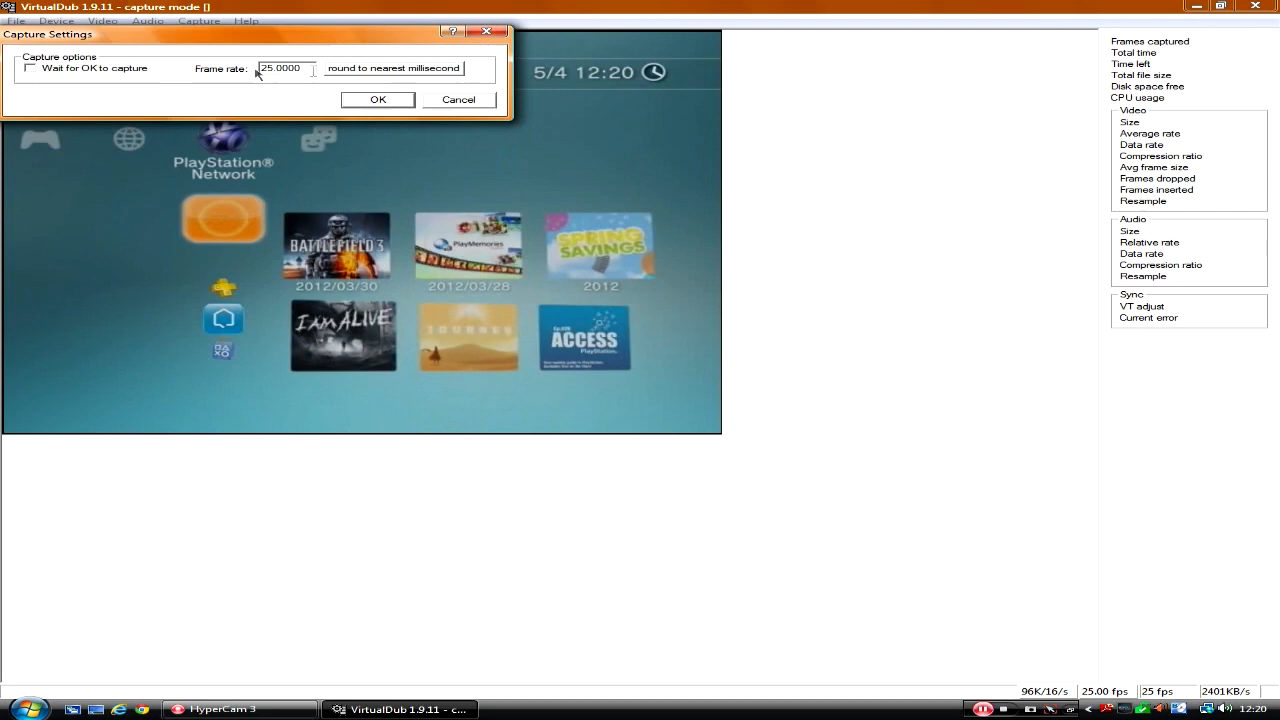 VirtualDub 1.9.11 - capture mode []
File Device Video Audio Capture Help
Capture Settings
Capture options
Wait for OK to capture
Frame rate: 25.0000 round to nearest millisecond
OK Cancel
5/4 12:20
PlayStation®
Network
BATTLEFIELD 3
PlayMemories
SPRING
SAVINGS
2012/03/30 2012/03/28 2012
I AM ALIVE
JOURNEY
ACCESS
PlayStation.
Frames captured
Total time
Time left
Total file size
Disk space free
CPU usage
Video
Size
Average rate
Data rate
Compression ratio
Avg frame size
Frames dropped
Frames inserted
Resample
Audio
Size
Relative rate
Data rate
Compression ratio
Resample
Sync
VT adjust
Current error
96K/16/s 25.00 fps 25 fps 2401KB/s
HyperCam 3
VirtualDub 1.9.11 - c...
12:20